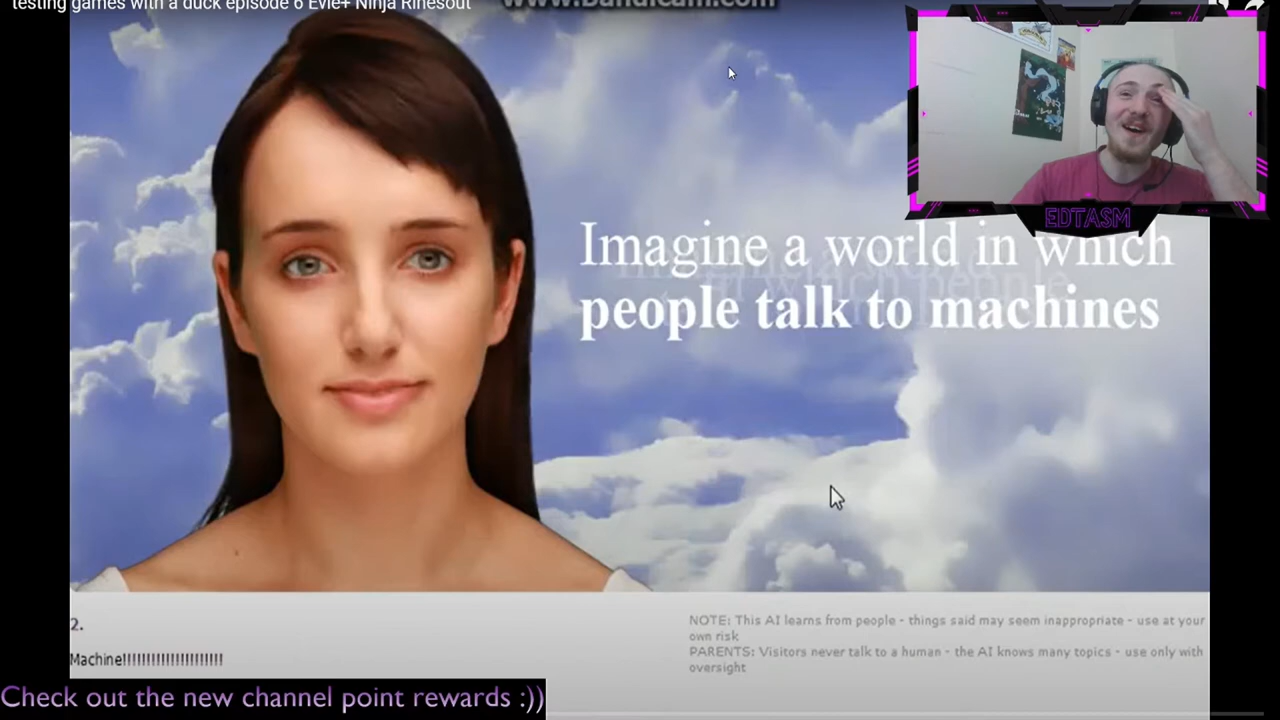 testing games with a duck episode 6 Evie+ Ninja Rinesout
www.Bandicam.com
EDTASM
Imagine a world in which
people talk to machines
2.
Machine!!!!!!!!!!!!!!!!!!!!!!
NOTE: This AI learns from people - things said may seem inappropriate - use at your
own risk
PARENTS: Visitors never talk to a human - the AI knows many topics - use only with
oversight
Check out the new channel point rewards :))